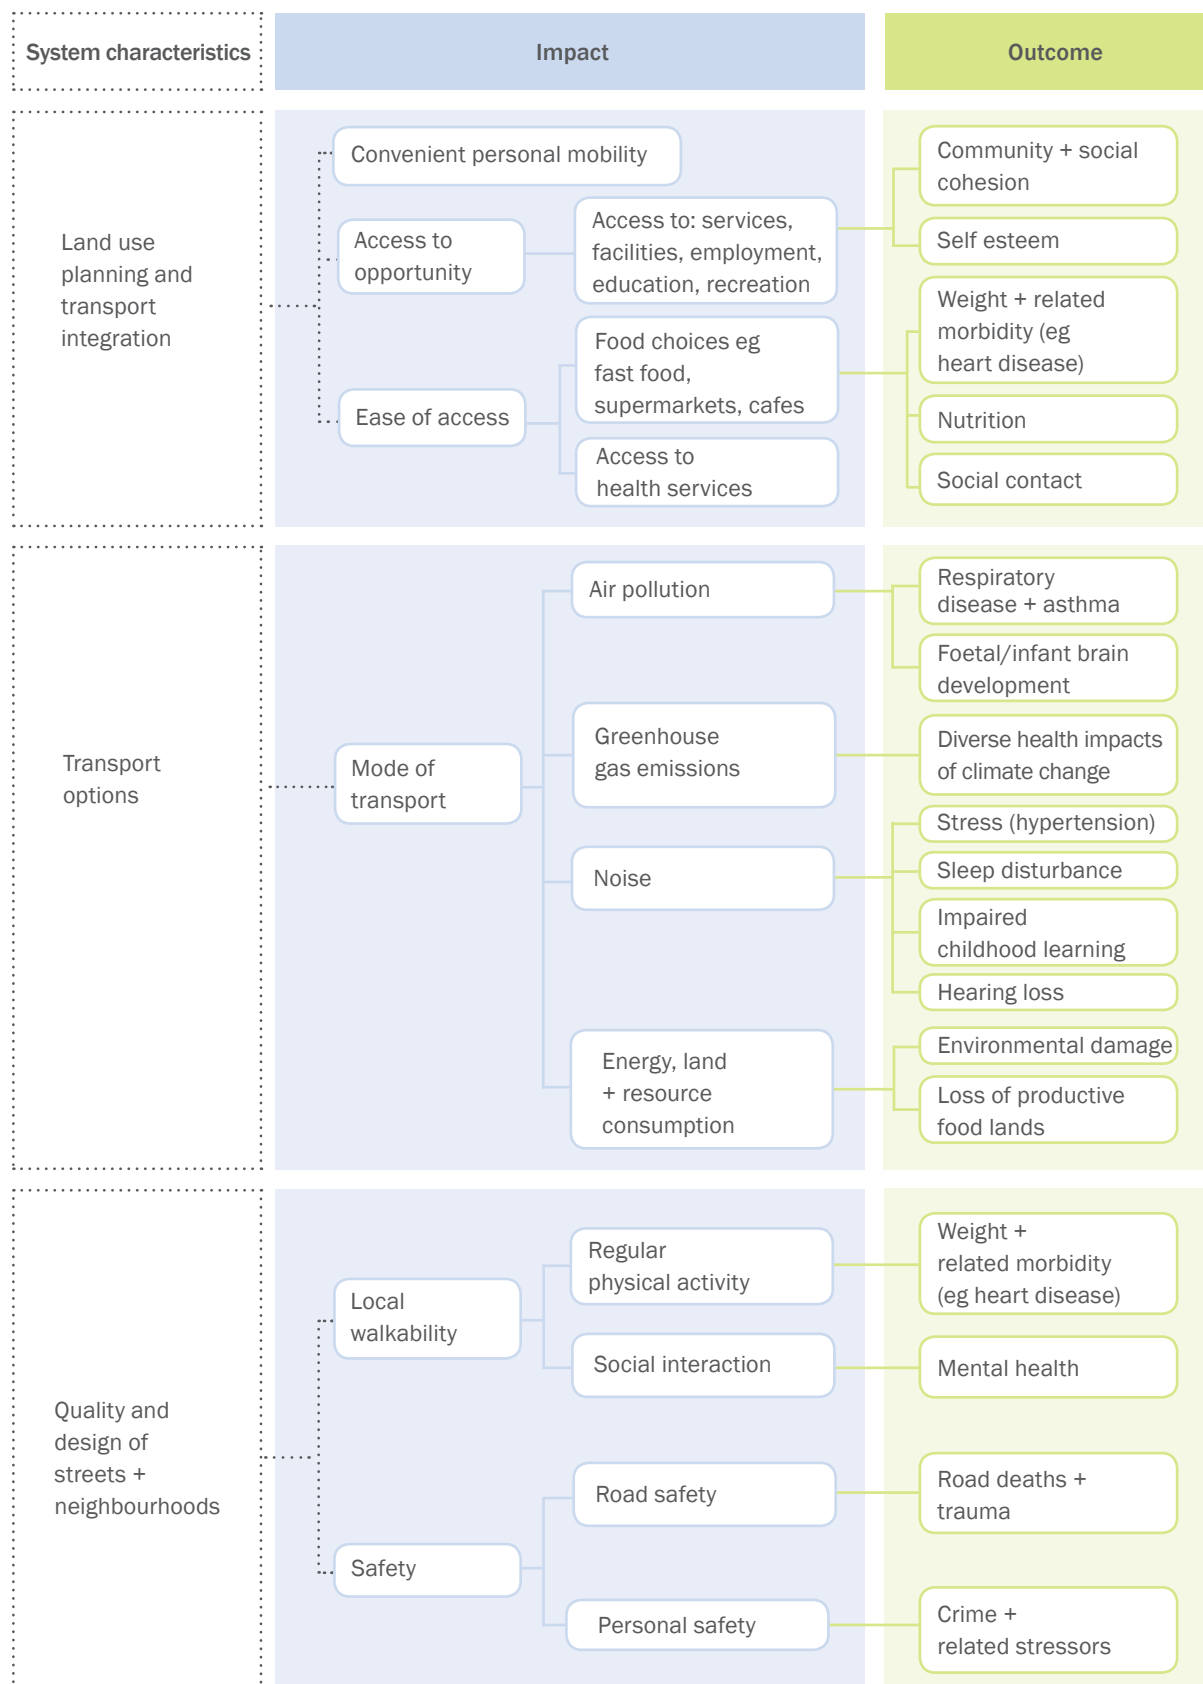 System characteristics
Impact
Outcome
Land use
planning and
transport
integration
Convenient personal mobility
Access to
opportunity
Access to: services,
facilities, employment,
education, recreation
Community + social
cohesion
Self esteem
Ease of access
Food choices eg
fast food,
supermarkets, cafes
Access to
health services
Weight + related
morbidity (eg
heart disease)
Nutrition
Social contact
Transport
options
Mode of
transport
Air pollution
Respiratory
disease + asthma
Foetal/infant brain
development
Greenhouse
gas emissions
Diverse health impacts
of climate change
Noise
Stress (hypertension)
Sleep disturbance
Impaired
childhood learning
Hearing loss
Energy, land
+ resource
consumption
Environmental damage
Loss of productive
food lands
Quality and
design of
streets +
neighbourhoods
Local
walkability
Regular
physical activity
Weight +
related morbidity
(eg heart disease)
Social interaction
Mental health
Safety
Road safety
Road deaths +
trauma
Personal safety
Crime +
related stressors